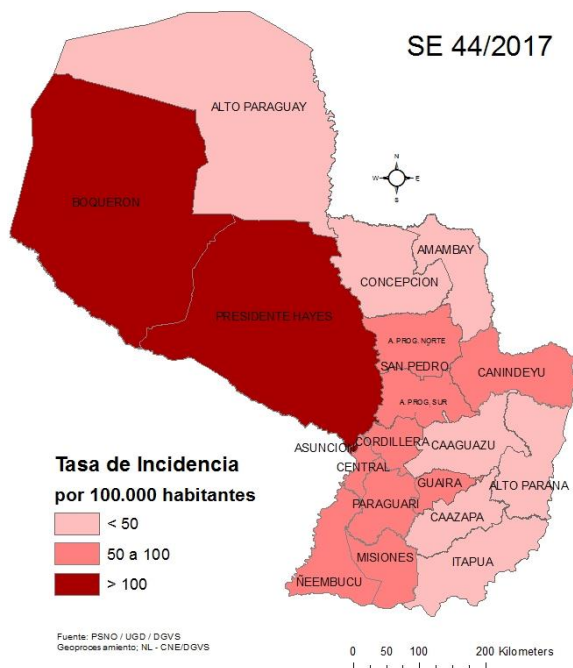 SE 44/2017
ALTO PARAGUAY
N
W E
S
BOQUERON
AMAMBAY
CONCEPCION
PRESIDENTE HAYES
A. PROG. NORTE
SAN PEDRO
CANINDEYU
A. PROG. SUR
ASUNCION
CORDILLERA
CAAGUAZU
CENTRAL
GUAIRA
ALTO PARANA
PARAGUARI
CAAZAPA
MISIONES
ITAPUA
ÑEEMBUCU
Tasa de Incidencia
por 100.000 habitantes
< 50
50 a 100
> 100
Fuente: PSNO / UGD / DGVS
Geoprocesamiento; NL - CNE/DGVS
0 50 100 200 Kilometers